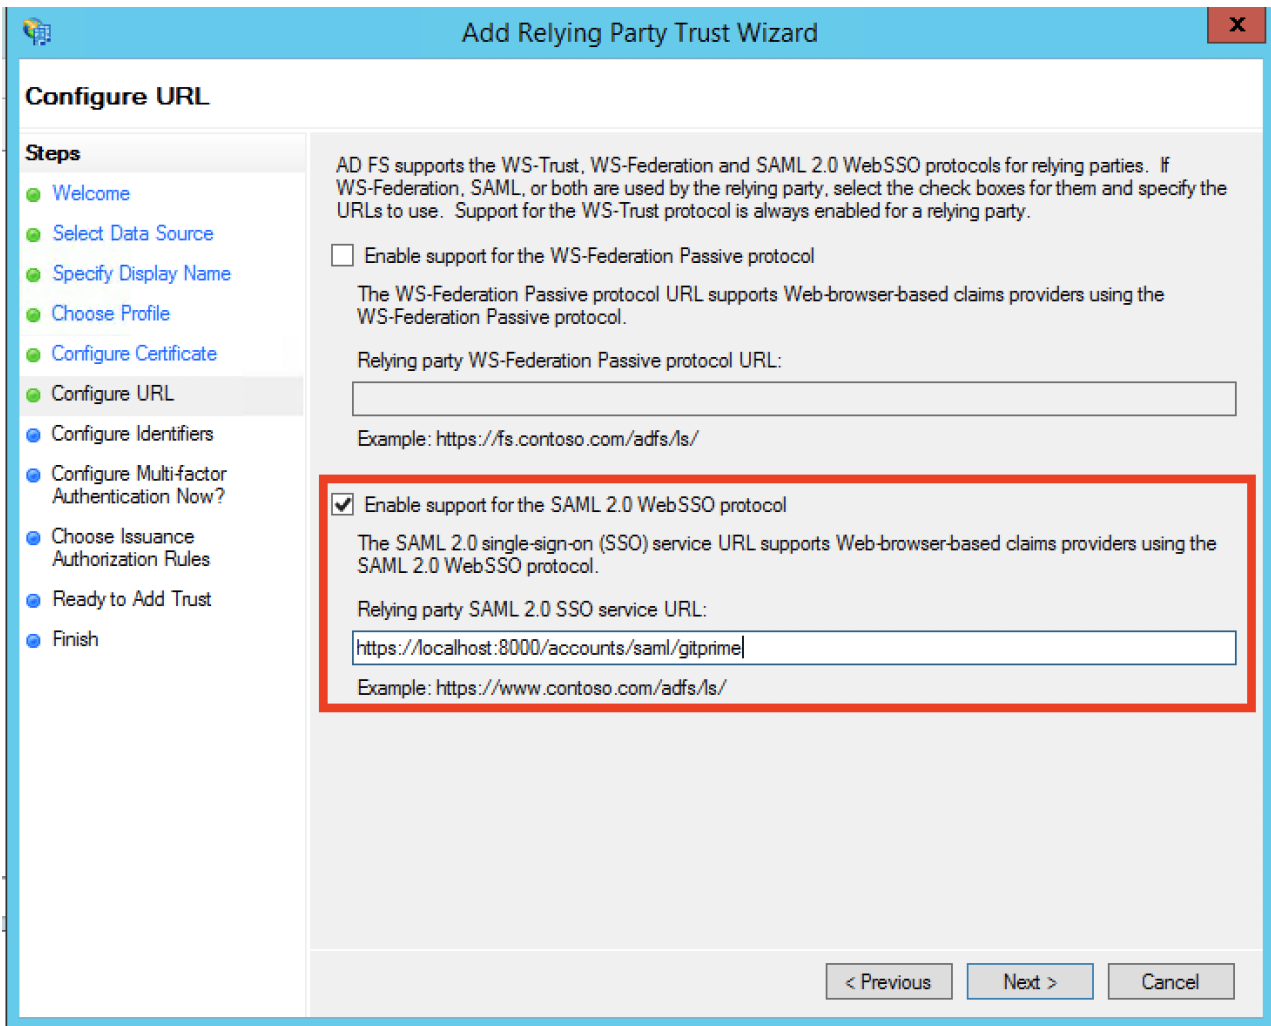 Add Relying Party Trust Wizard
X
Configure URL
Steps
Welcome
Select Data Source
Specify Display Name
Choose Profile
Configure Certificate
Configure URL
Configure Identifiers
Configure Multi-factor
Authentication Now?
Choose Issuance
Authorization Rules
Ready to Add Trust
Finish
AD FS supports the WS-Trust, WS-Federation and SAML 2.0 WebSSO protocols for relying parties.  If
WS-Federation, SAML, or both are used by the relying party, select the check boxes for them and specify the
URLs to use.  Support for the WS-Trust protocol is always enabled for a relying party.
Enable support for the WS-Federation Passive protocol
The WS-Federation Passive protocol URL supports Web-browser-based claims providers using the
WS-Federation Passive protocol.
Relying party WS-Federation Passive protocol URL:
Example: https://fs.contoso.com/adfs/ls/
Enable support for the SAML 2.0 WebSSO protocol
The SAML 2.0 single-sign-on (SSO) service URL supports Web-browser-based claims providers using the
SAML 2.0 WebSSO protocol.
Relying party SAML 2.0 SSO service URL:
https://localhost:8000/accounts/saml/gitprime
Example: https://www.contoso.com/adfs/ls/
< Previous
Next >
Cancel